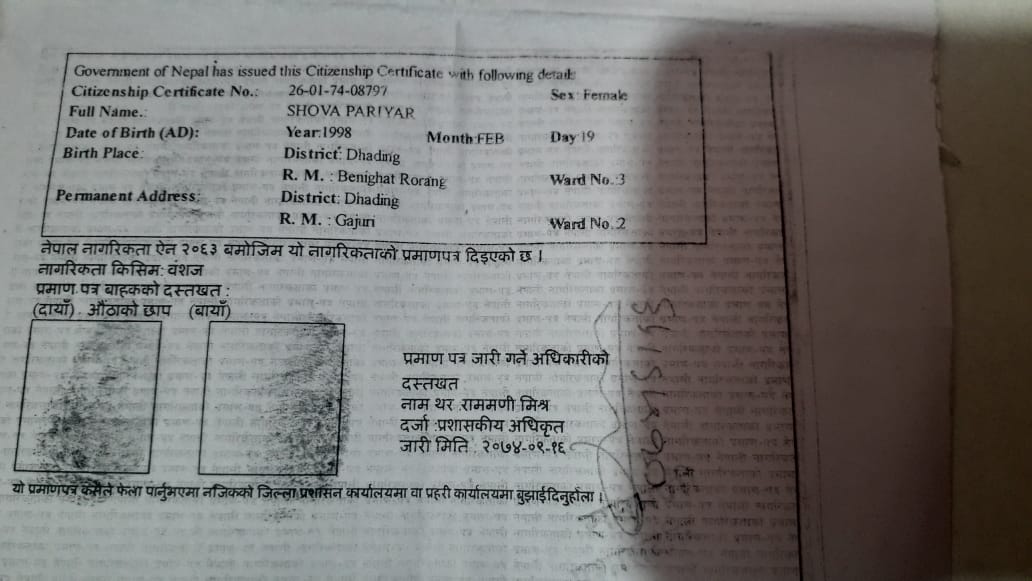 Government of Nepal has issued this Citizenship Certificate with following details
Citizenship Certificate No.: 26-01-74-08797 Sex: Female
Full Name.: SHOVA PARIYAR
Date of Birth (AD): Year:1998 Month:FEB Day 19
Birth Place: District: Dhading
R. M. : Benighat Rorang Ward No.:3
Permanent Address: District: Dhading
R. M. : Gajuri Ward No. 2
नेपाल नागरिकता ऐन २०६३ बमोजिम यो नागरिकताको प्रमाणपत्र दिइएको छ ।
नागरिकता किसिम: वंशज
प्रमाण पत्र बाहकको दस्तखत :
(दायाँ) औंठाको छाप (बायाँ)
प्रमाण पत्र जारी गर्ने अधिकारीको
दस्तखत
नाम थर :राममणी मिश्र
दर्जा :प्रशासकीय अधिकृत
जारी मिति : २०७४-०९-१६
यो प्रमाणपत्र कसैले फेला पार्नुभएमा नजिकको जिल्ला प्रशासन कार्यालयमा वा प्रहरी कार्यालयमा बुझाईदिनुहोला ।